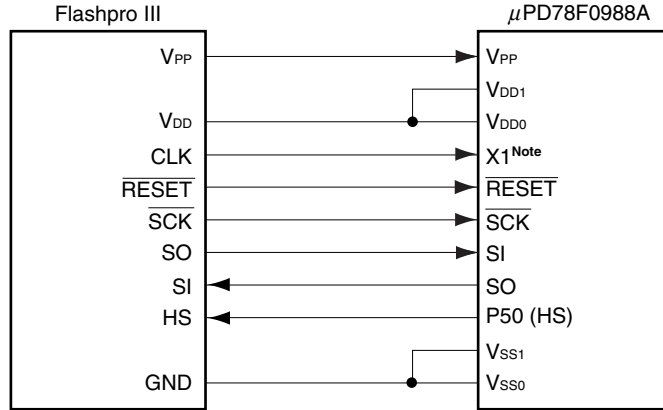 Flashpro III
μPD78F0988A
VPP
VPP
VDD1
VDD
VDD0
CLK
X1Note
RESET
RESET
SCK
SCK
SO
SI
SI
SO
HS
P50 (HS)
VSS1
GND
VSS0